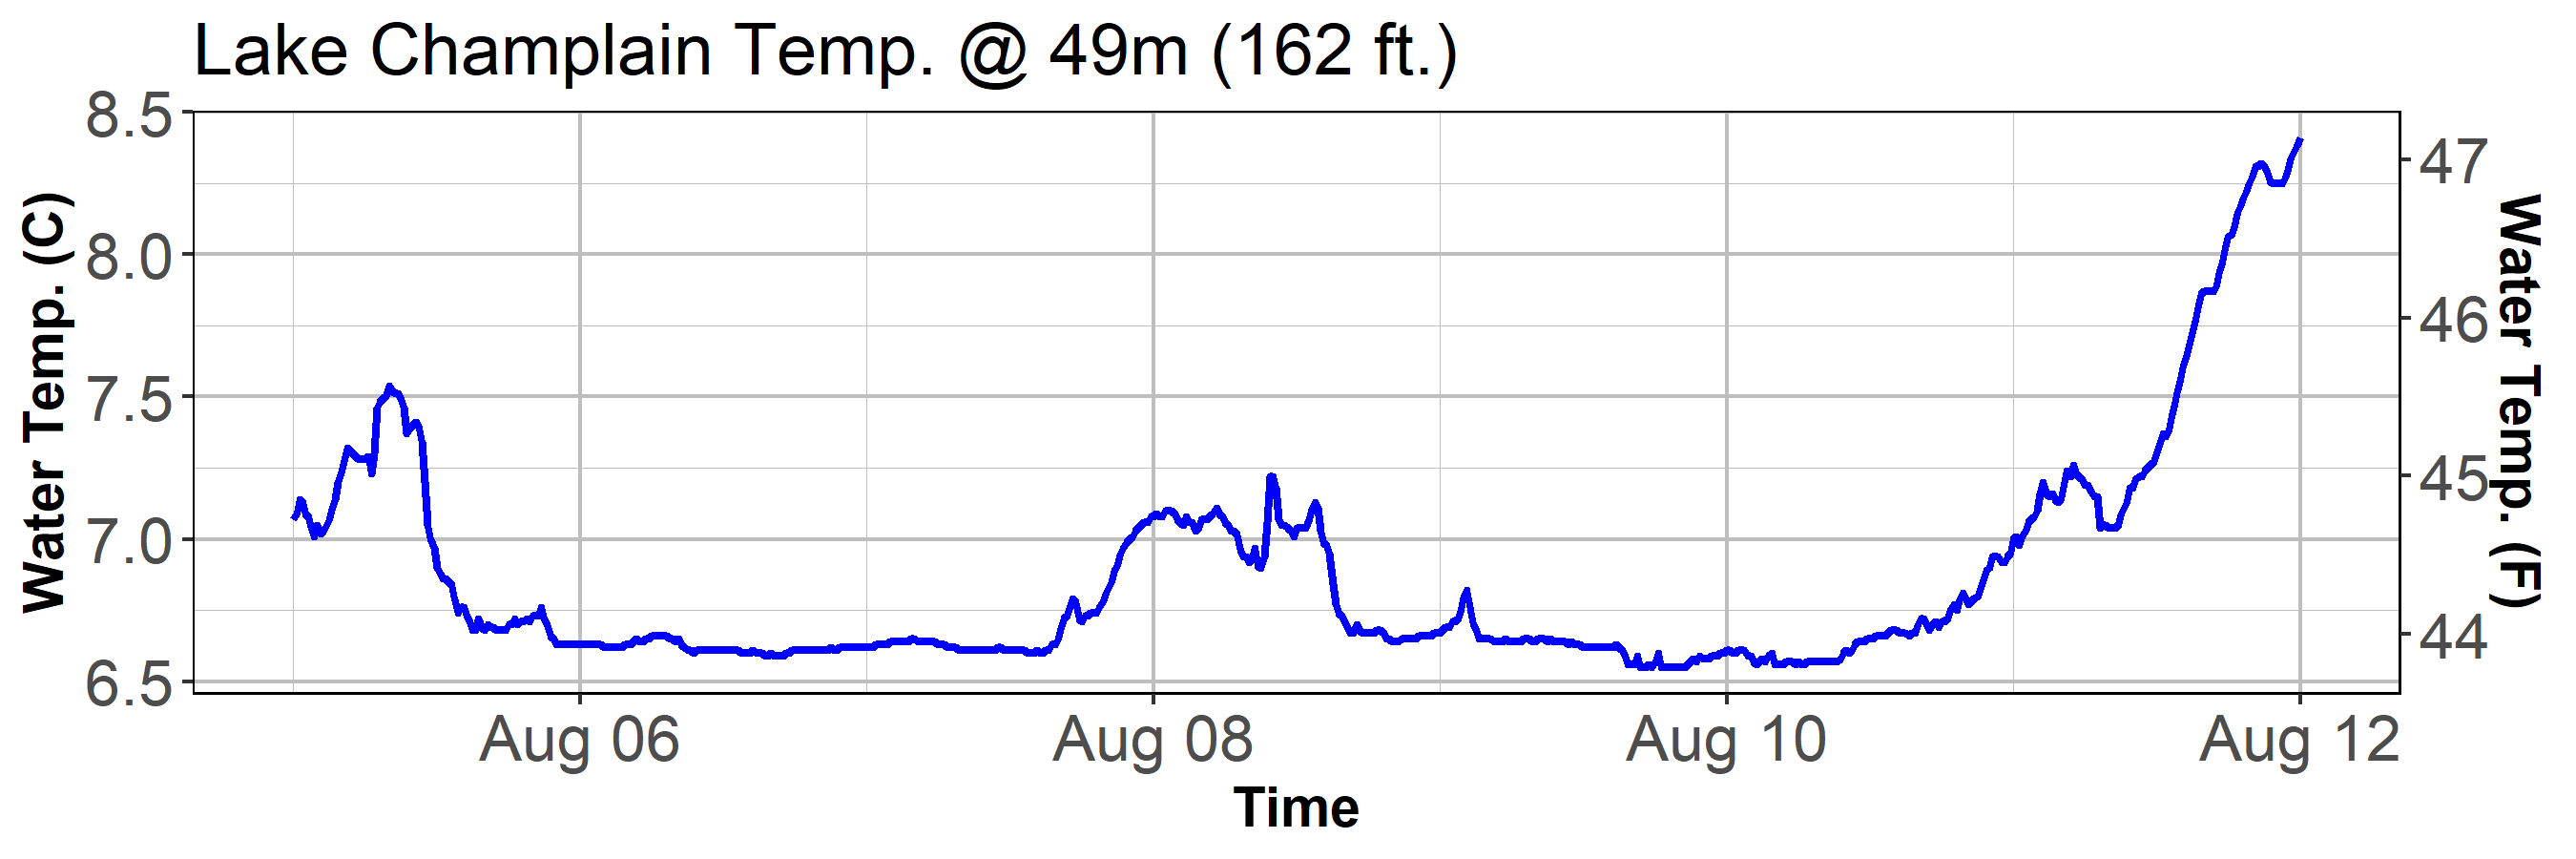 Lake Champlain Temp. @ 49m (162 ft.)
Water Temp. (C)
8.5
8.0
7.5
7.0
6.5
47
46
45
44
Water Temp. (F)
Aug 06 Aug 08 Aug 10 Aug 12
Time